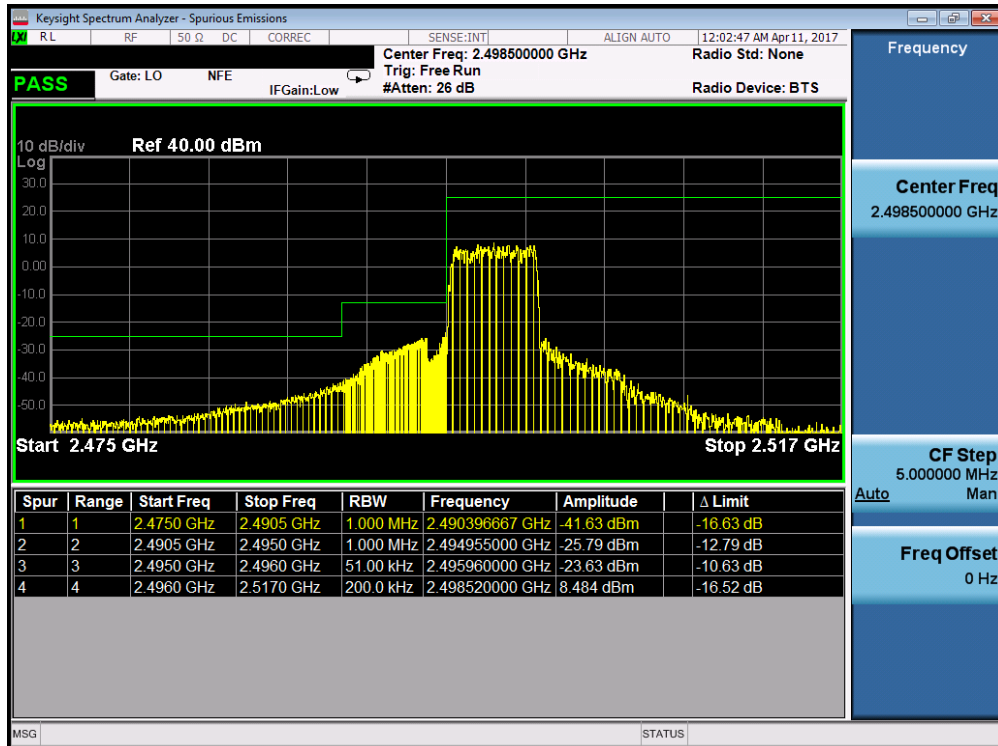 Keysight Spectrum Analyzer - Spurious Emissions
LXI RL RF 50 Ω DC CORREC SENSE:INT ALIGN AUTO 12:02:47 AM Apr 11, 2017
Center Freq: 2.498500000 GHz Radio Std: None
PASS Gate: LO NFE Trig: Free Run
IFGain:Low #Atten: 26 dB Radio Device: BTS
10 dB/div Ref 40.00 dBm
Log
30.0
20.0
10.0
0.00
-10.0
-20.0
-30.0
-40.0
-50.0
Start 2.475 GHz Stop 2.517 GHz
Spur Range Start Freq Stop Freq RBW Frequency Amplitude Δ Limit
1 1 2.4750 GHz 2.4905 GHz 1.000 MHz 2.490396667 GHz -41.63 dBm -16.63 dB
2 2 2.4905 GHz 2.4950 GHz 1.000 MHz 2.494955000 GHz -25.79 dBm -12.79 dB
3 3 2.4950 GHz 2.4960 GHz 51.00 kHz 2.495960000 GHz -23.63 dBm -10.63 dB
4 4 2.4960 GHz 2.5170 GHz 200.0 kHz 2.498520000 GHz 8.484 dBm -16.52 dB
MSG STATUS
Frequency
Center Freq
2.498500000 GHz
CF Step
5.000000 MHz
Auto Man
Freq Offset
0 Hz